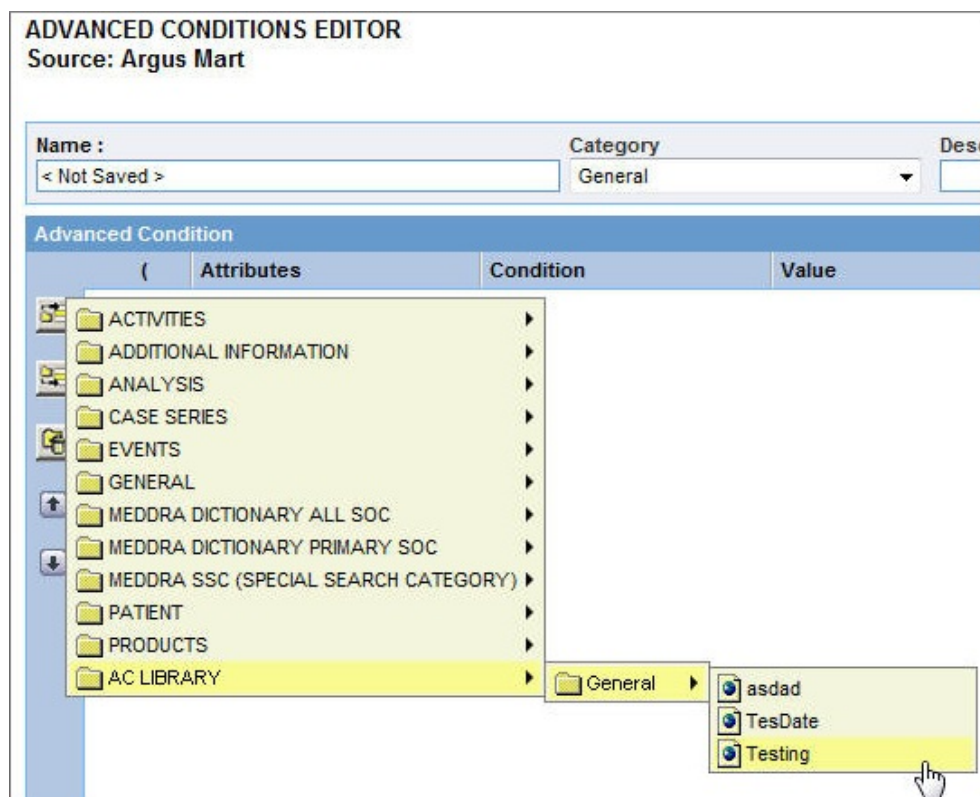 ADVANCED CONDITIONS EDITOR
Source: Argus Mart
Name : Category
< Not Saved > General
Advanced Condition
( Attributes Condition Value
ACTIVITIES
ADDITIONAL INFORMATION
ANALYSIS
CASE SERIES
EVENTS
GENERAL
MEDDRA DICTIONARY ALL SOC
MEDDRA DICTIONARY PRIMARY SOC
MEDDRA SSC (SPECIAL SEARCH CATEGORY)
PATIENT
PRODUCTS
AC LIBRARY General asdad
TesDate
Testing